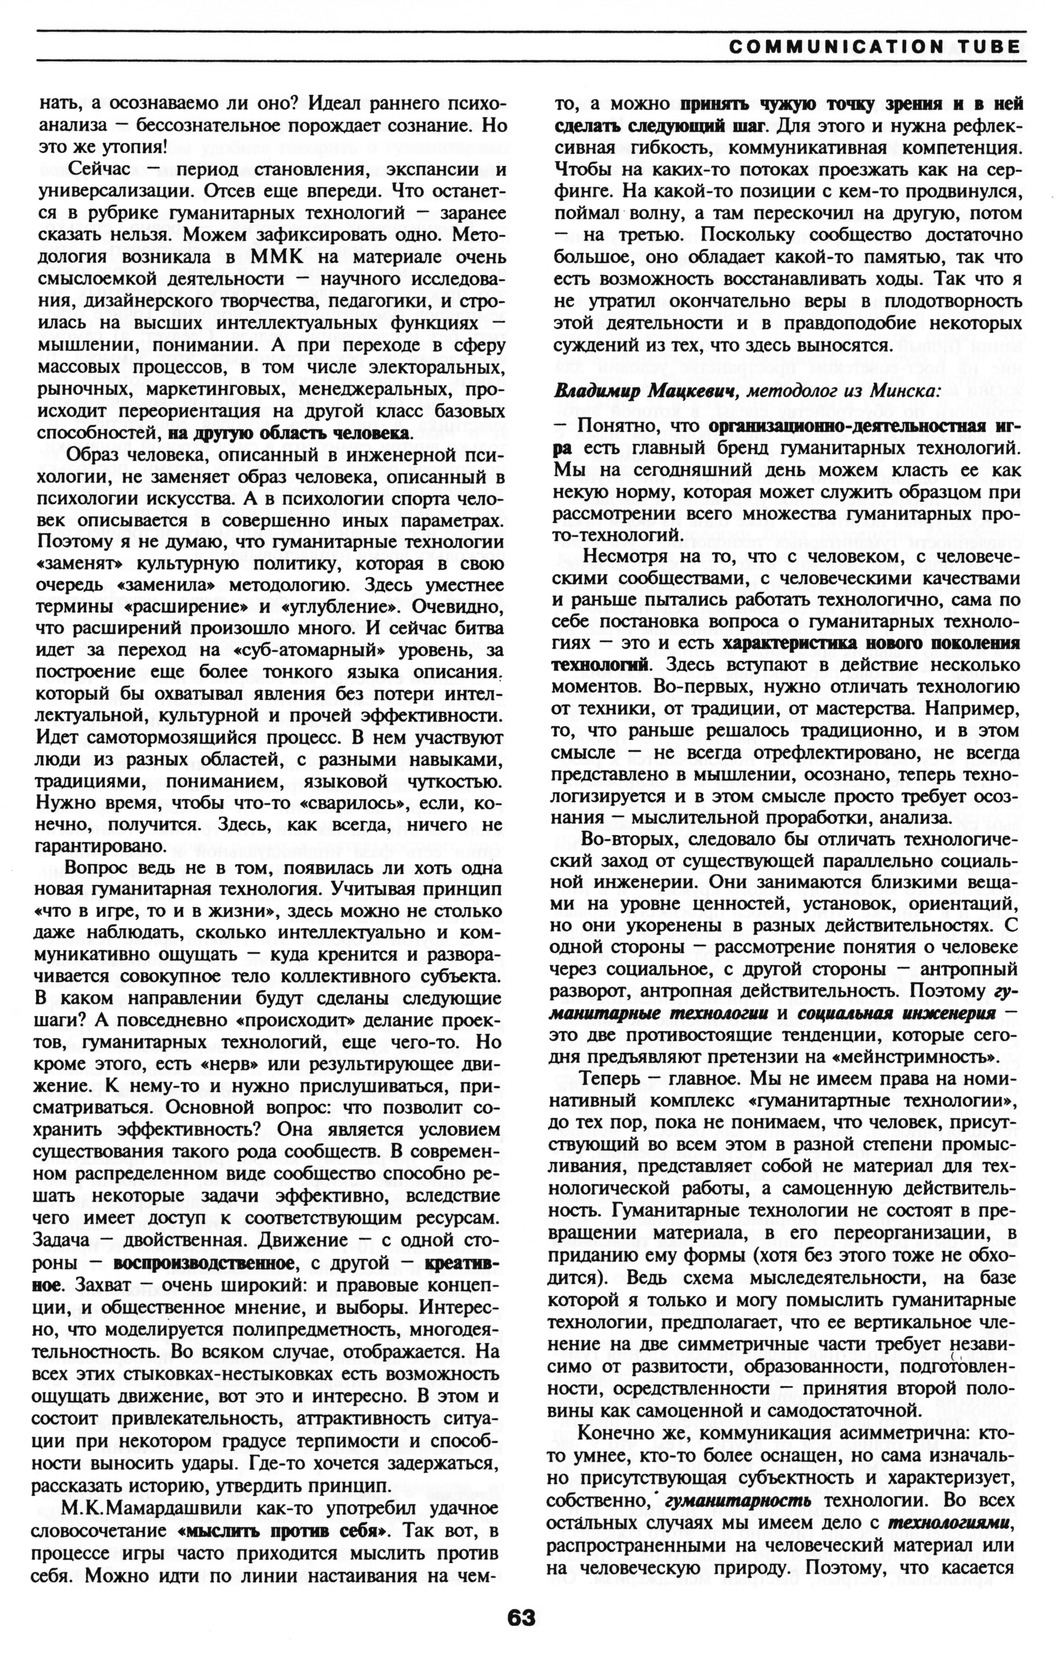 COMMUNICATION TUBE
нать, а осознаваемо ли оно? Идеал раннего психо-
анализа — бессознательное порождает сознание. Но
это же утопия!
Сейчас — период становления, экспансии и
универсализации. Отсев еще впереди. Что останет-
ся в рубрике гуманитарных технологий — заранее
сказать нельзя. Можем зафиксировать одно. Мето-
дология возникала в ММК на материале очень
смыслоемкой деятельности — научного исследова-
ния, дизайнерского творчества, педагогики, и стро-
илась на высших интеллектуальных функциях —
мышлении, понимании. А при переходе в сферу
массовых процессов, в том числе электоральных,
рыночных, маркетинговых, менеджеральных, про-
исходит переориентация на другой класс базовых
способностей, на другую область человека.
Образ человека, описанный в инженерной пси-
хологии, не заменяет образ человека, описанный в
психологии искусства. А в психологии спорта чело-
век описывается в совершенно иных параметрах.
Поэтому я не думаю, что гуманитарные технологии
«заменят» культурную политику, которая в свою
очередь «заменила» методологию. Здесь уместнее
термины «расширение» и «углубление». Очевидно,
что расширений произошло много. И сейчас битва
идет за переход на «суб-атомарный» уровень, за
построение еще более тонкого языка описания,
который бы охватывал явления без потери интел-
лектуальной, культурной и прочей эффективности.
Идет самотормозящийся процесс. В нем участвуют
люди из разных областей, с разными навыками,
традициями, пониманием, языковой чуткостью.
Нужно время, чтобы что-то «сварилось», если, ко-
нечно, получится. Здесь, как всегда, ничего не
гарантировано.
Вопрос ведь не в том, появилась ли хоть одна
новая гуманитарная технология. Учитывая принцип
«что в игре, то и в жизни», здесь можно не столько
даже наблюдать, сколько интеллектуально и ком-
муникативно ощущать — куда кренится и развора-
чивается совокупное тело коллективного субъекта.
В каком направлении будут сделаны следующие
шаги? А повседневно «происходит» делание проек-
тов, гуманитарных технологий, еще чего-то. Но
кроме этого, есть «нерв» или результирующее дви-
жение. К нему-то и нужно прислушиваться, при-
сматриваться. Основной вопрос: что позволит со-
хранить эффективность? Она является условием
существования такого рода сообществ. В современ-
ном распределенном виде сообщество способно ре-
шать некоторые задачи эффективно, вследствие
чего имеет доступ к соответствующим ресурсам.
Задача — двойственная. Движение — с одной сто-
роны — воспроизводственное, с другой — креатив-
ное. Захват — очень широкий: и правовые концеп-
ции, и общественное мнение, и выборы. Интерес-
но, что моделируется полипредметность, многодея-
тельностность. Во всяком случае, отображается. На
всех этих стыковках-нестыковках есть возможность
ощущать движение, вот это и интересно. В этом и
состоит привлекательность, аттрактивность ситуа-
ции при некотором градусе терпимости и способ-
ности выносить удары. Где-то хочется задержаться,
рассказать историю, утвердить принцип.
М.К.Мамардашвили как-то употребил удачное
словосочетание «мыслить против себя». Так вот, в
процессе игры часто приходится мыслить против
себя. Можно идти по линии настаивания на чем-
то, а можно принять чужую точку зрения и в ней
сделать следующий шаг. Для этого и нужна рефлек-
сивная гибкость, коммуникативная компетенция.
Чтобы на каких-то потоках проезжать как на сер-
финге. На какой-то позиции с кем-то продвинулся,
поймал волну, а там перескочил на другую, потом
— на третью. Поскольку сообщество достаточно
большое, оно обладает какой-то памятью, так что
есть возможность восстанавливать ходы. Так что я
не утратил окончательно веры в плодотворность
этой деятельности и в правдоподобие некоторых
суждений из тех, что здесь выносятся.
Владимир Мацкевич, методолог из Минска:
— Понятно, что организационно-деятельностная иг-
ра есть главный бренд гуманитарных технологий.
Мы на сегодняшний день можем класть ее как
некую норму, которая может служить образцом при
рассмотрении всего множества гуманитарных про-
то-технологий.
Несмотря на то, что с человеком, с человече-
скими сообществами, с человеческими качествами
и раньше пытались работать технологично, сама по
себе постановка вопроса о гуманитарных техноло-
гиях — это и есть характеристика нового поколения
технологий. Здесь вступают в действие несколько
моментов. Во-первых, нужно отличать технологию
от техники, от традиции, от мастерства. Например,
то, что раньше решалось традиционно, и в этом
смысле — не всегда отрефлектировано, не всегда
представлено в мышлении, осознано, теперь техно-
логизируется и в этом смысле просто требует осоз-
нания — мыслительной проработки, анализа.
Во-вторых, следовало бы отличать технологиче-
ский заход от существующей параллельно социаль-
ной инженерии. Они занимаются близкими веща-
ми на уровне ценностей, установок, ориентаций,
но они укоренены в разных действительностях. С
одной стороны — рассмотрение понятия о человеке
через социальное, с другой стороны — антропный
разворот, антропная действительность. Поэтому гу-
манитарные технологии и социальная инженерия —
это две противостоящие тенденции, которые сего-
дня предъявляют претензии на «мейнстримность».
Теперь — главное. Мы не имеем права на номи-
нативный комплекс «гуманитартные технологии»,
до тех пор, пока не понимаем, что человек, присут-
ствующий во всем этом в разной степени промыс-
ливания, представляет собой не материал для тех-
нологической работы, а самоценную действитель-
ность. Гуманитарные технологии не состоят в пре-
вращении материала, в его переорганизации, в
приданию ему формы (хотя без этого тоже не обхо-
дится). Ведь схема мыследеятельности, на базе
которой я только и могу помыслить гуманитарные
технологии, предполагает, что ее вертикальное чле-
нение на две симметричные части требует незави-
симо от развитости, образованности, подготовлен-
ности, осредствленности — принятия второй поло-
вины как самоценной и самодостаточной.
Конечно же, коммуникация асимметрична: кто-
то умнее, кто-то более оснащен, но сама изначаль-
но присутствующая субъектность и характеризует,
собственно, гуманитарность технологии. Во всех
остальных случаях мы имеем дело с технологиями,
распространенными на человеческий материал или
на человеческую природу. Поэтому, что касается
63